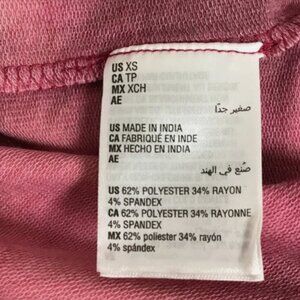 US XS
CA TP
MX XCH
AE
صغير جدًا
US MADE IN INDIA
CA FABRIQUÉ EN INDE
MX HECHO EN INDIA
AE
صُنع في الهند
US 62% POLYESTER 34% RAYON
4% SPANDEX
CA 62% POLYESTER 34% RAYONNE
4% SPANDEX
MX 62% poliester 34% rayón
4% spándex